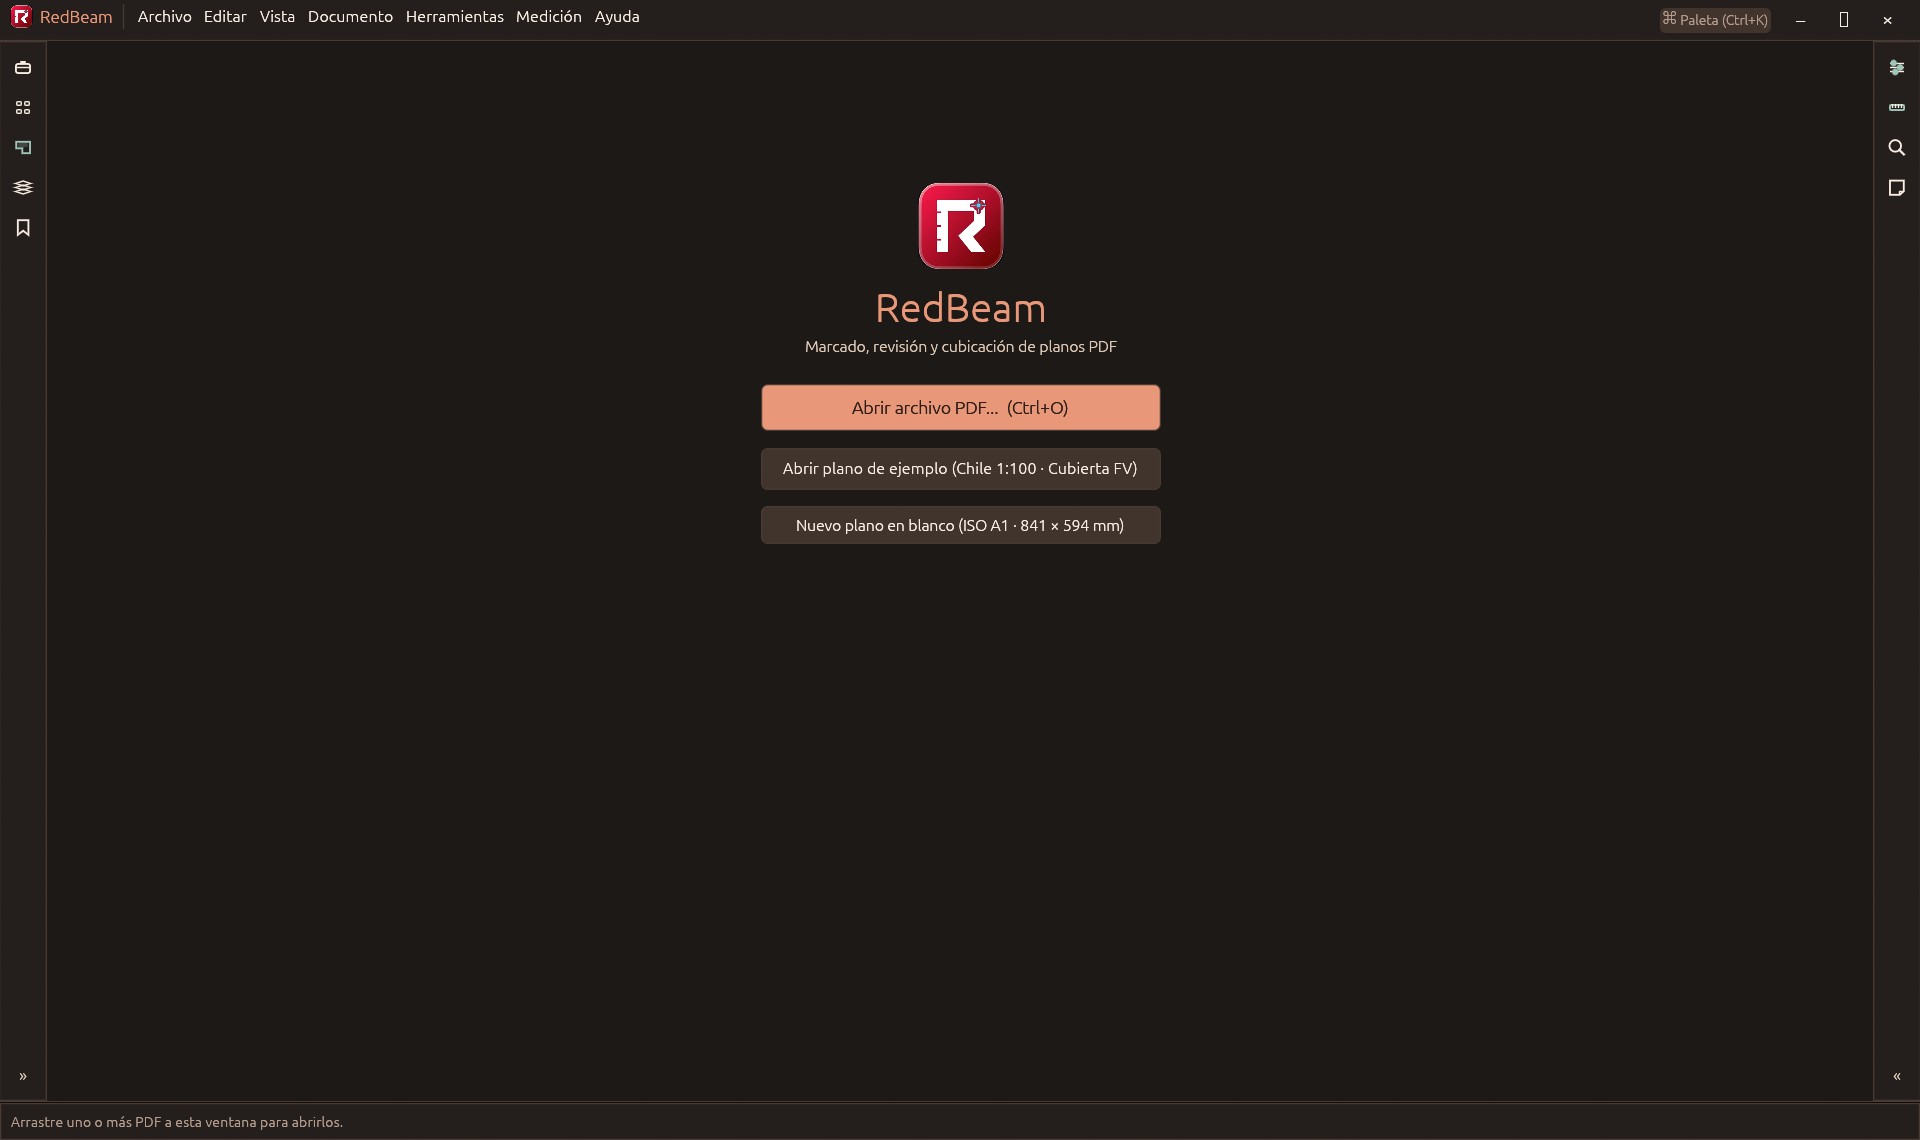 RedBeam Archivo Editar Vista Documento Herramientas Medición Ayuda ⌘ Paleta (Ctrl+K)
RedBeam
Marcado, revisión y cubicación de planos PDF
Abrir archivo PDF... (Ctrl+O)
Abrir plano de ejemplo (Chile 1:100 · Cubierta FV)
Nuevo plano en blanco (ISO A1 · 841 × 594 mm)
» «
Arrastre uno o más PDF a esta ventana para abrirlos.